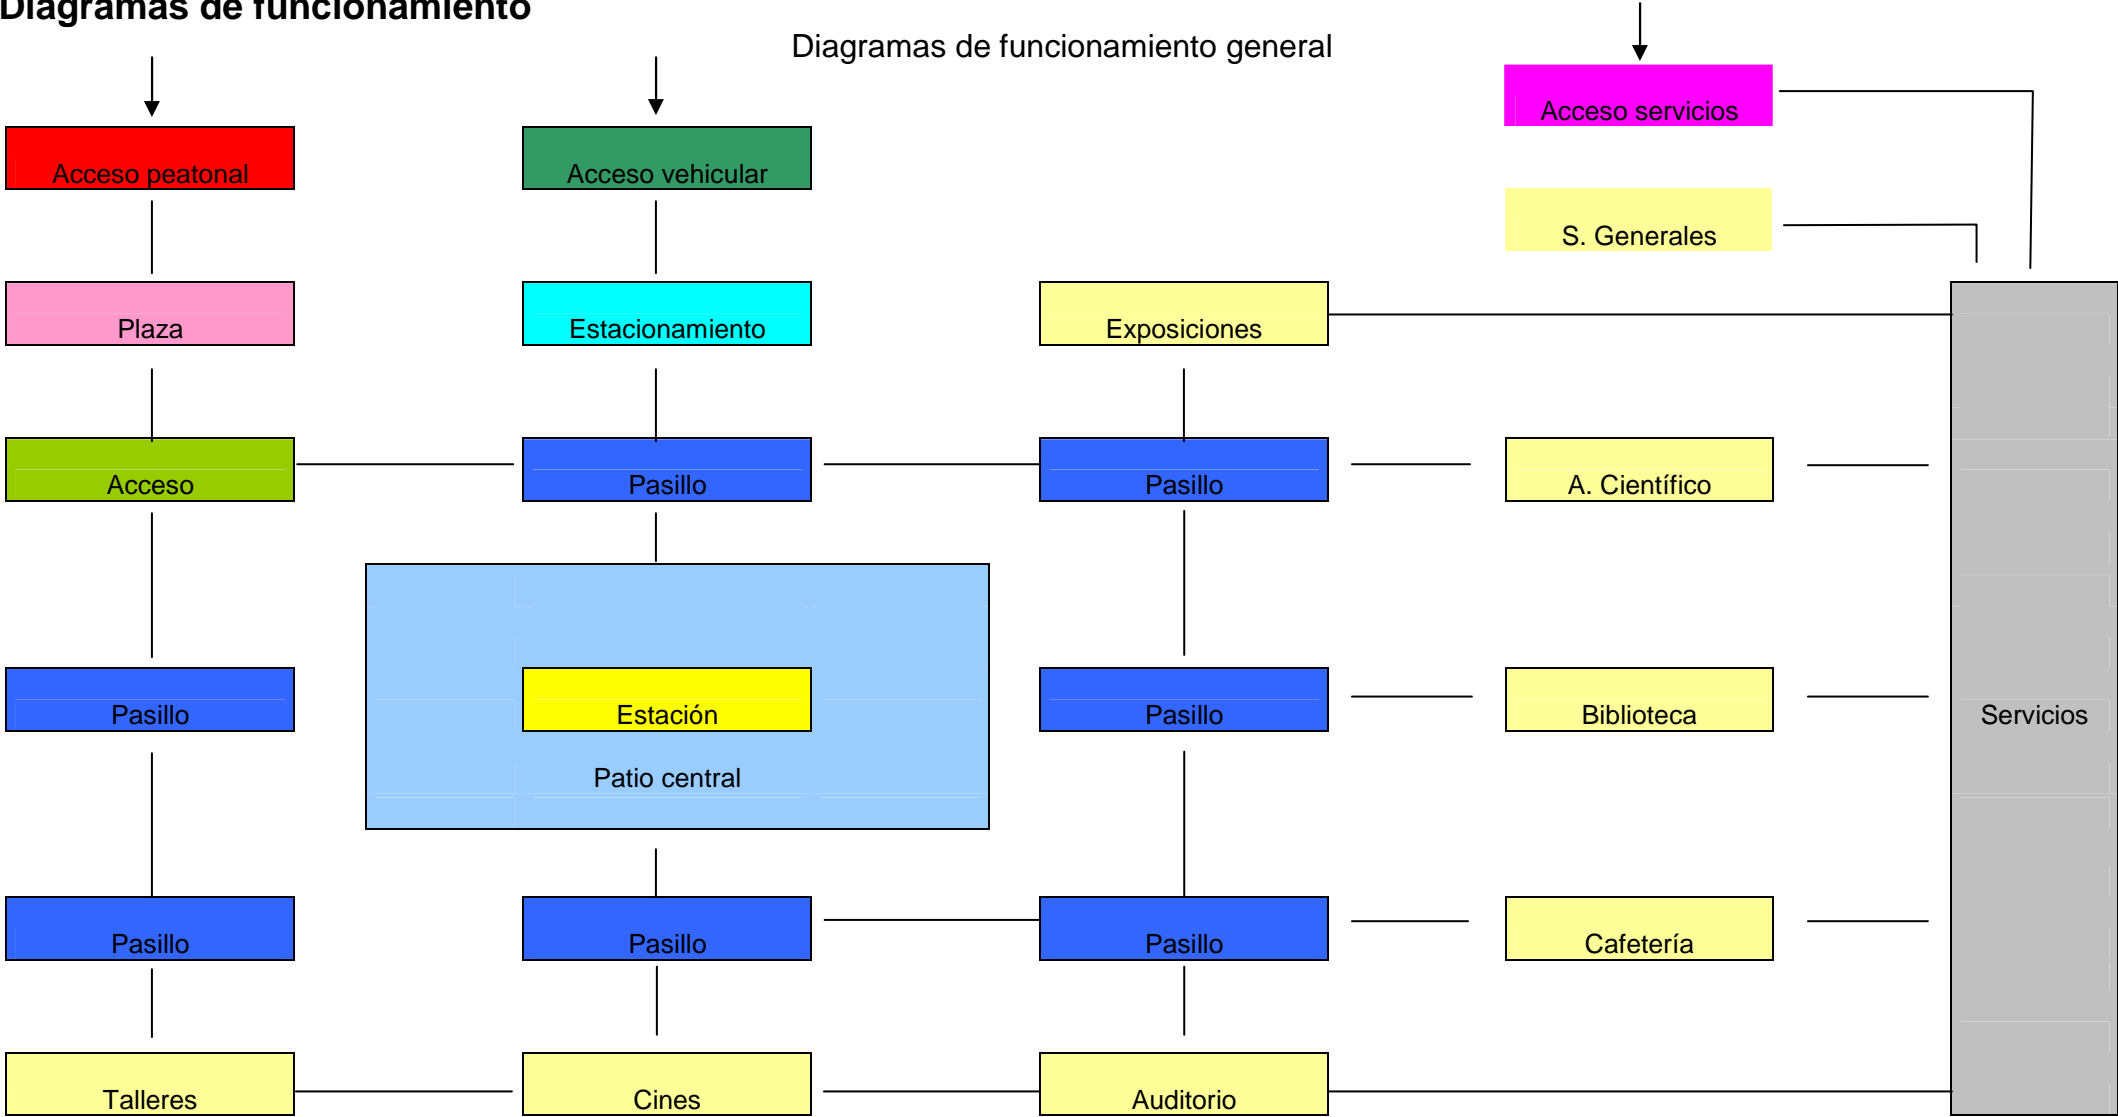 Diagramas de funcionamiento
Diagramas de funcionamiento general
Acceso servicios
Acceso peatonal
Acceso vehicular
S. Generales
Plaza
Estacionamiento
Exposiciones
Acceso
Pasillo
Pasillo
A. Científico
Pasillo
Estación
Pasillo
Biblioteca
Servicios
Patio central
Pasillo
Pasillo
Pasillo
Cafetería
Talleres
Cines
Auditorio